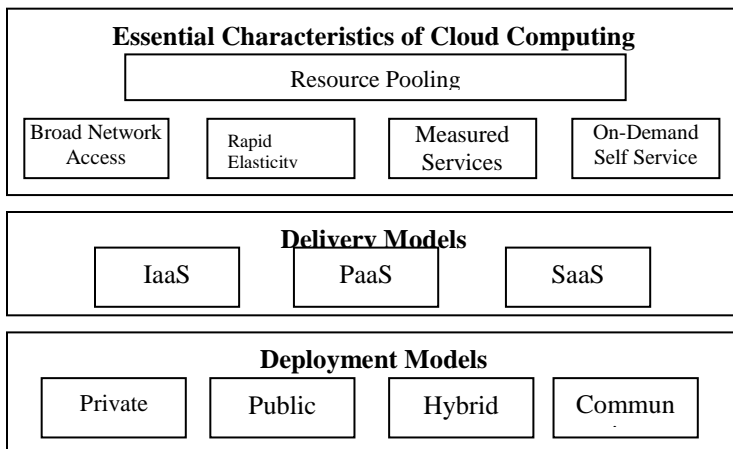 Essential Characteristics of Cloud Computing
Resource Pooling
Broad Network
Access
Rapid
Elasticity
Measured
Services
On-Demand
Self Service
Delivery Models
IaaS
PaaS
SaaS
Deployment Models
Private
Public
Hybrid
Commun